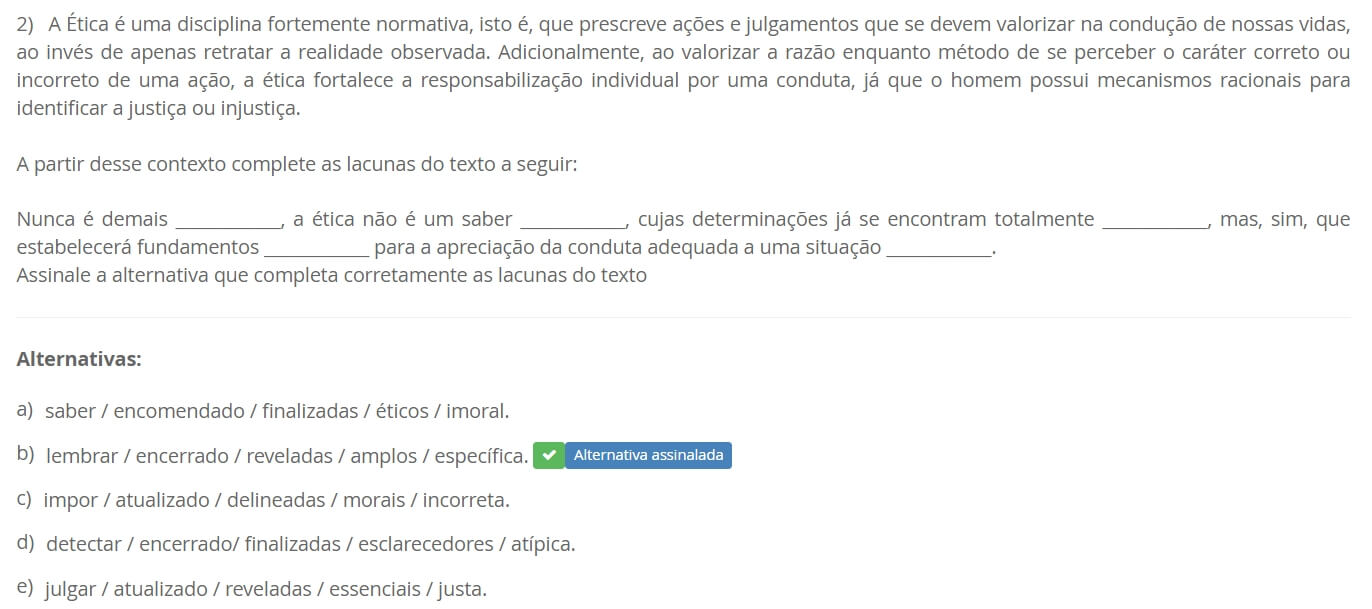 2) A Ética é uma disciplina fortemente normativa, isto é, que prescreve ações e julgamentos que se devem valorizar na condução de nossas vidas,
ao invés de apenas retratar a realidade observada. Adicionalmente, ao valorizar a razão enquanto método de se perceber o caráter correto ou
incorreto de uma ação, a ética fortalece a responsabilização individual por uma conduta, já que o homem possui mecanismos racionais para
identificar a justiça ou injustiça.
A partir desse contexto complete as lacunas do texto a seguir:
Nunca é demais __________, a ética não é um saber __________, cujas determinações já se encontram totalmente __________, mas, sim, que
estabelecerá fundamentos __________ para a apreciação da conduta adequada a uma situação __________.
Assinale a alternativa que completa corretamente as lacunas do texto
Alternativas:
a) saber / encomendado / finalizadas / éticos / imoral.
b) lembrar / encerrado / reveladas / amplos / específica. Alternativa assinalada
c) impor / atualizado / delineadas / morais / incorreta.
d) detectar / encerrado/ finalizadas / esclarecedores / atípica.
e) julgar / atualizado / reveladas / essenciais / justa.